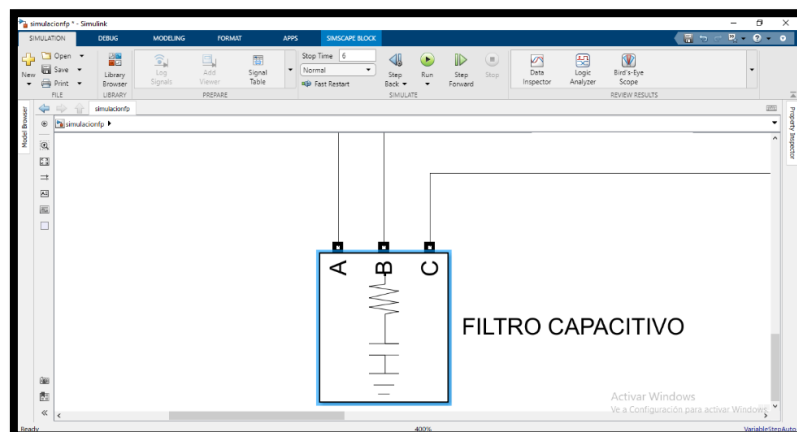 simulacionfp * - Simulink
SIMULATION DEBUG MODELING FORMAT APPS SIMSCAPE BLOCK
New
Open
Save
Print
FILE
Library
Browser
LIBRARY
Log
Signals
Add
Viewer
Signal
Table
PREPARE
Stop Time 6
Normal
Fast Restart
Step
Back
Run
Step
Forward
Stop
SIMULATE
Data
Inspector
Logic
Analyzer
Bird's-Eye
Scope
REVIEW RESULTS
simulacionfp
simulacionfp
Model Browser
Property Inspector
A B C
FILTRO CAPACITIVO
Activar Windows
Ve a Configuración para activar Windows.
Ready 400% VariableStepAuto